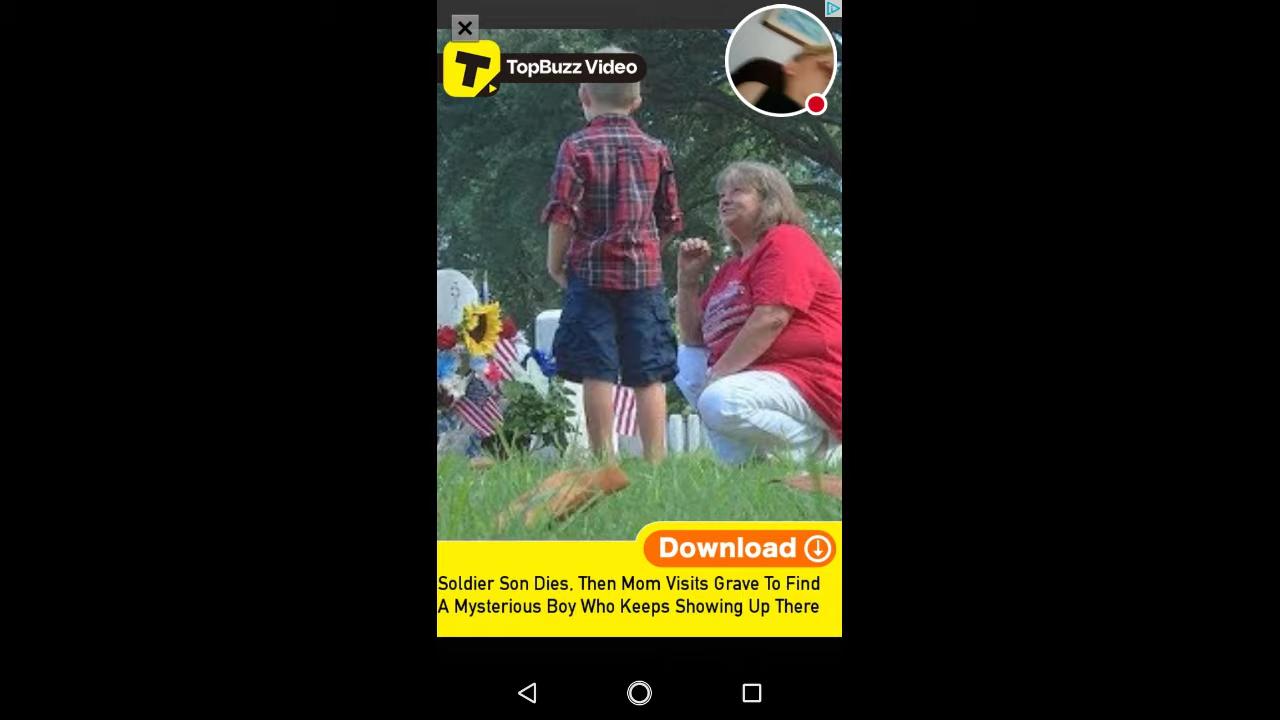 TopBuzz Video
Download
Soldier Son Dies, Then Mom Visits Grave To Find
A Mysterious Boy Who Keeps Showing Up There